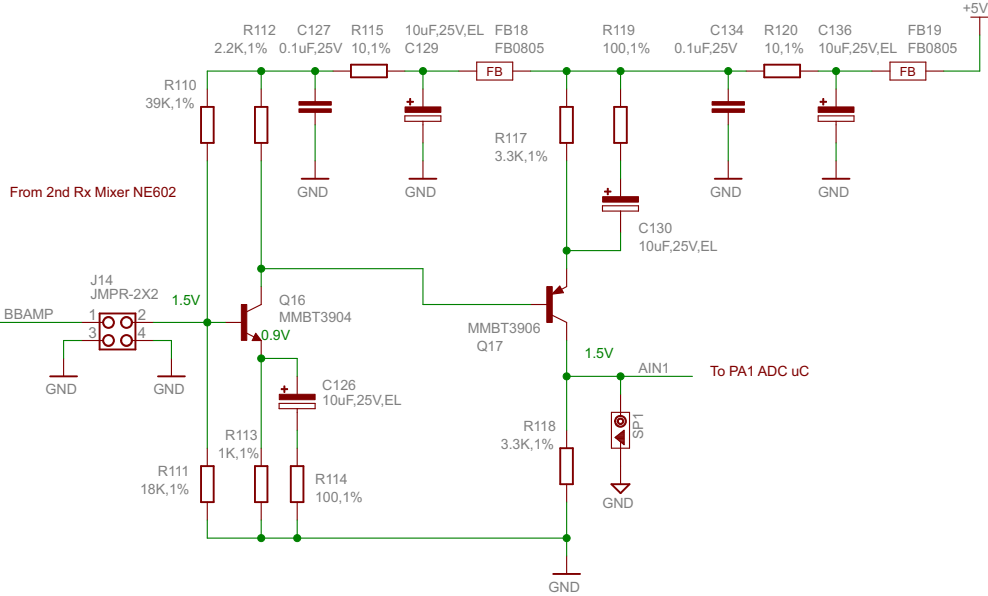 +5V
R112 C127 R115 10uF,25V,EL FB18 R119 C134 R120 C136 FB19
2.2K,1% 0.1uF,25V 10,1% C129 FB0805 100,1% 0.1uF,25V 10,1% 10uF,25V,EL FB0805
FB FB
R110
39K,1%
+ +
R117
3.3K,1%
From 2nd Rx Mixer NE602
GND GND GND GND
+
C130
10uF,25V,EL
J14
JMPR-2X2
1.5V
Q16
MMBT3904
BBAMP 1 2
3 4
0.9V
MMBT3906
Q17
1.5V
GND GND
AIN1 To PA1 ADC uC
+
C126
10uF,25V,EL
R113
1K,1%
R118
3.3K,1%
SP1
R111
18K,1%
R114
100,1%
GND
GND